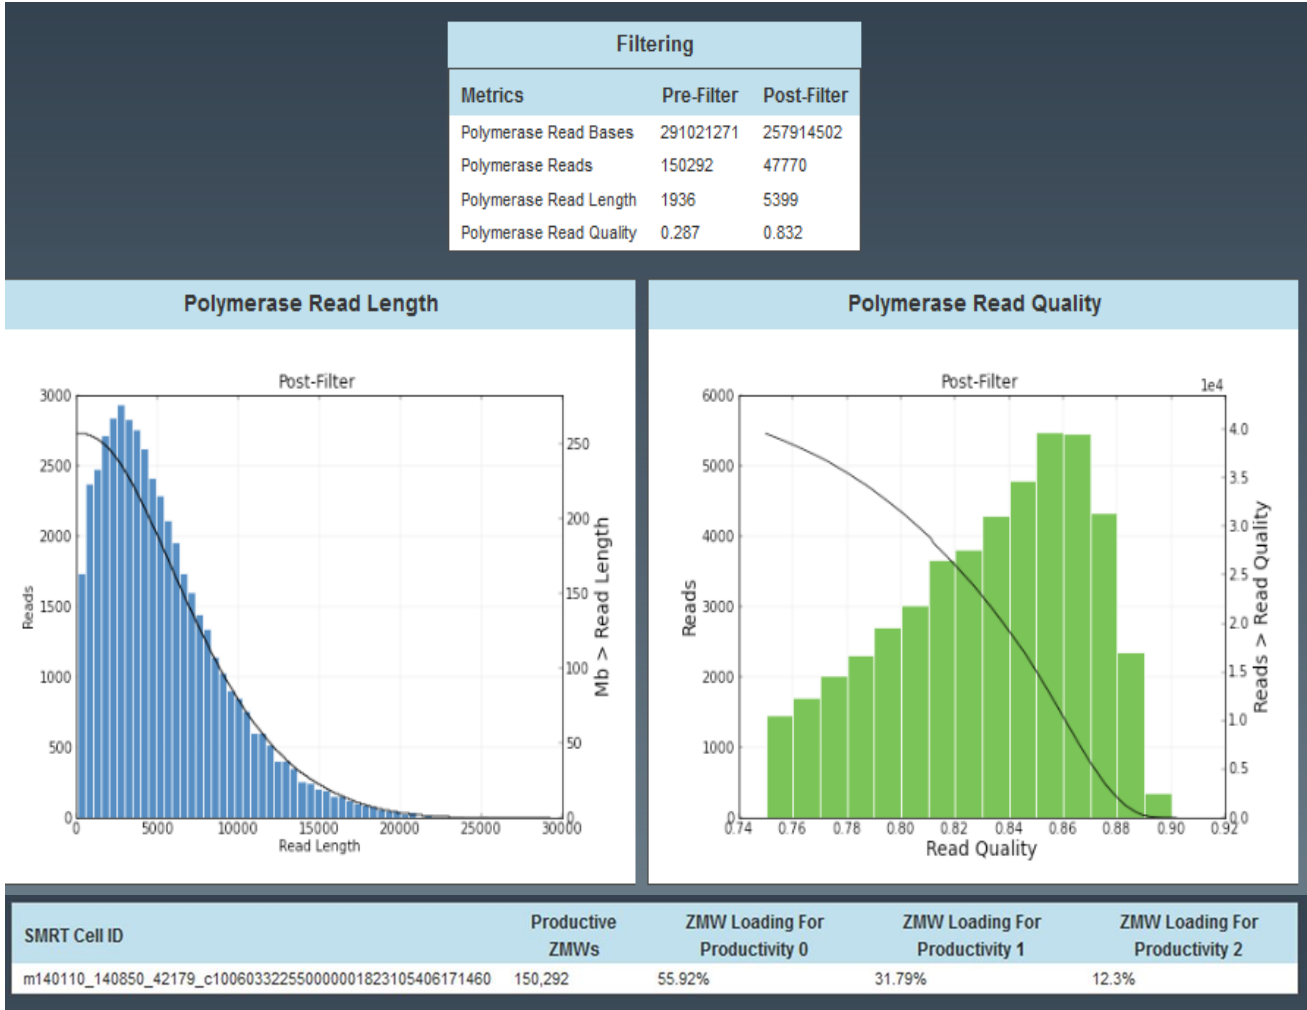 Filtering
Metrics Pre-Filter Post-Filter
Polymerase Read Bases 291021271 257914502
Polymerase Reads 150292 47770
Polymerase Read Length 1936 5399
Polymerase Read Quality 0.287 0.832
Polymerase Read Length
Post-Filter
3000
2500
2000
1500
1000
500
0
Reads
0 5000 10000 15000 20000 25000 30000
Read Length
250
200
150
100
50
0
Mb > Read Length
Polymerase Read Quality
Post-Filter
1e4
6000
5000
4000
3000
2000
1000
0
Reads
0.74 0.76 0.78 0.80 0.82 0.84 0.86 0.88 0.90 0.92
Read Quality
4.0
3.5
3.0
2.5
2.0
1.5
1.0
0.5
0.0
Reads > Read Quality
SMRT Cell ID Productive ZMWs ZMW Loading For Productivity 0 ZMW Loading For Productivity 1 ZMW Loading For Productivity 2
m140110_140850_42179_c100603322550000001823105406171460 150,292 55.92% 31.79% 12.3%